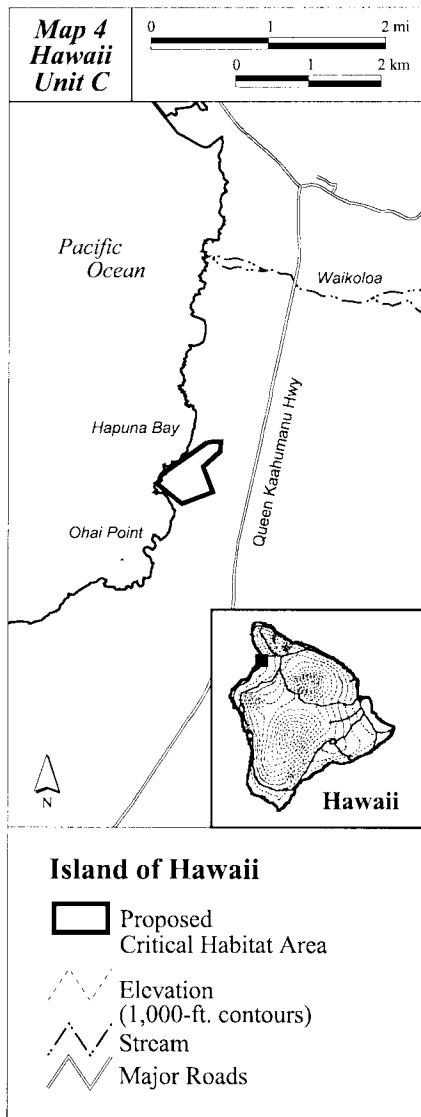 Map 4
Hawaii
Unit C
0 1 2 mi
0 1 2 km
Pacific
Ocean
Waikoloa
Hapuna Bay
Queen Kaahumanu Hwy
Ohai Point
N
Hawaii
Island of Hawaii
Proposed
Critical Habitat Area
Elevation
(1,000-ft. contours)
Stream
Major Roads